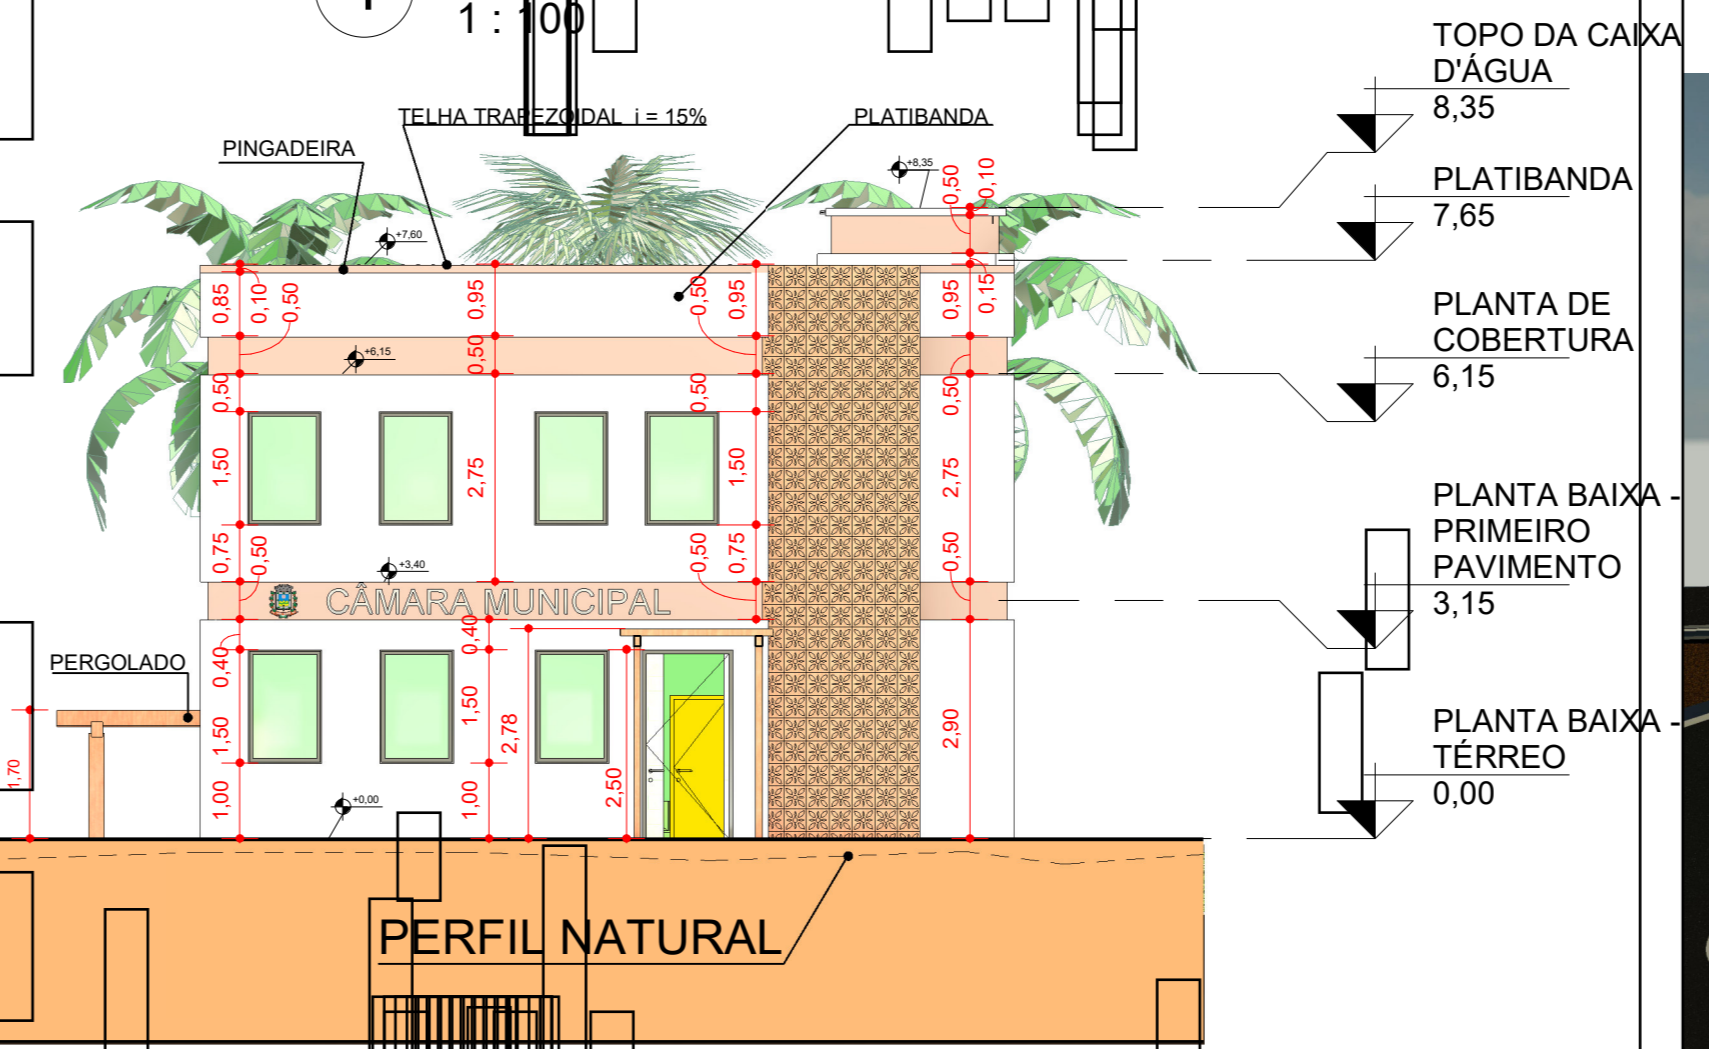 1 : 100
TOPO DA CAIXA
D'ÁGUA
8,35
TELHA TRAPEZOIDAL i = 15%
PLATIBANDA
PINGADEIRA
+8,35
0,50
0,10
PLATIBANDA
7,65
+7,60
0,85
0,10
0,50
0,95
0,50
0,95
0,95
0,15
PLANTA DE
COBERTURA
6,15
+6,15
0,50
0,50
0,50
0,50
1,50
2,75
1,50
2,75
PLANTA BAIXA -
PRIMEIRO
PAVIMENTO
3,15
0,75
0,50
0,50
0,75
0,50
+3,40
CÂMARA MUNICIPAL
0,40
0,40
PERGOLADO
1,50
1,50
2,78
2,90
PLANTA BAIXA -
TÉRREO
0,00
1,70
1,00
1,00
2,50
+0,00
PERFIL NATURAL